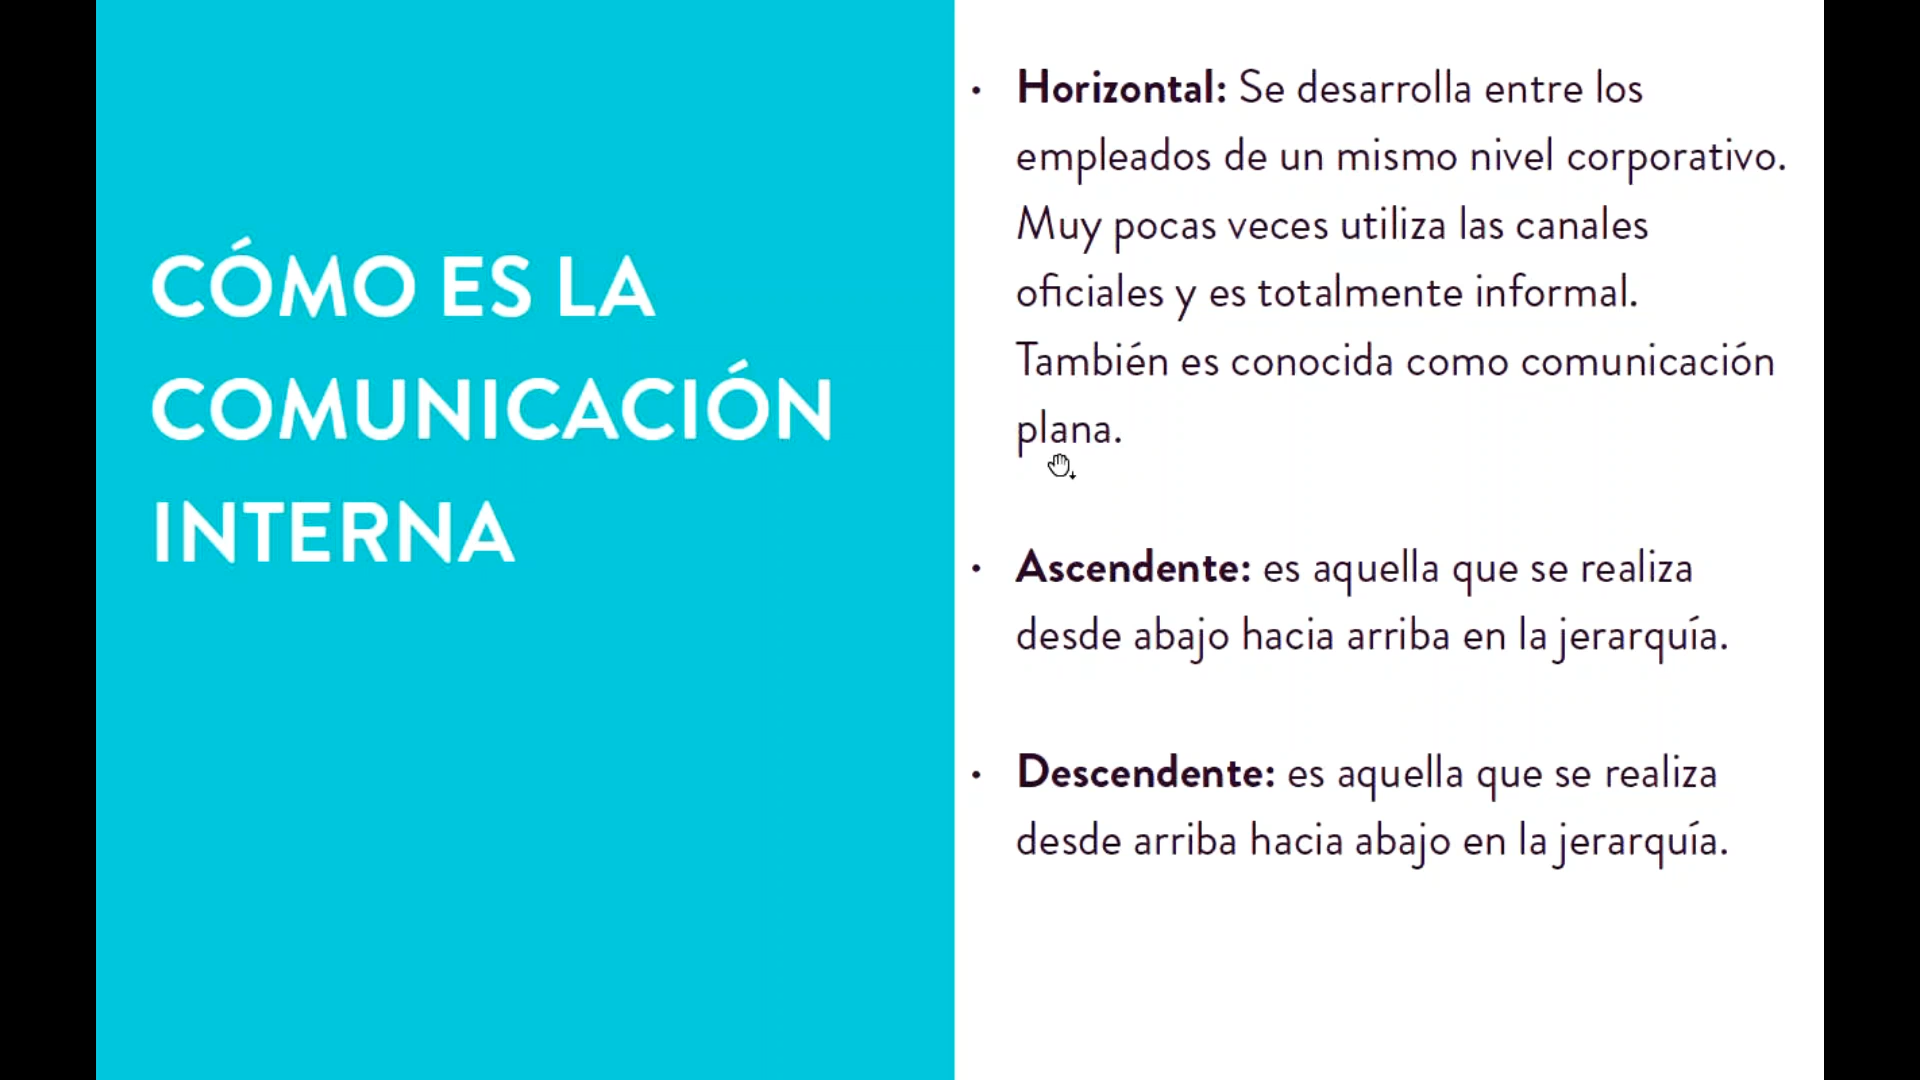 CÓMO ES LA
COMUNICACIÓN
INTERNA
• Horizontal: Se desarrolla entre los
empleados de un mismo nivel corporativo.
Muy pocas veces utiliza las canales
oficiales y es totalmente informal.
También es conocida como comunicación
plana.
• Ascendente: es aquella que se realiza
desde abajo hacia arriba en la jerarquía.
• Descendente: es aquella que se realiza
desde arriba hacia abajo en la jerarquía.